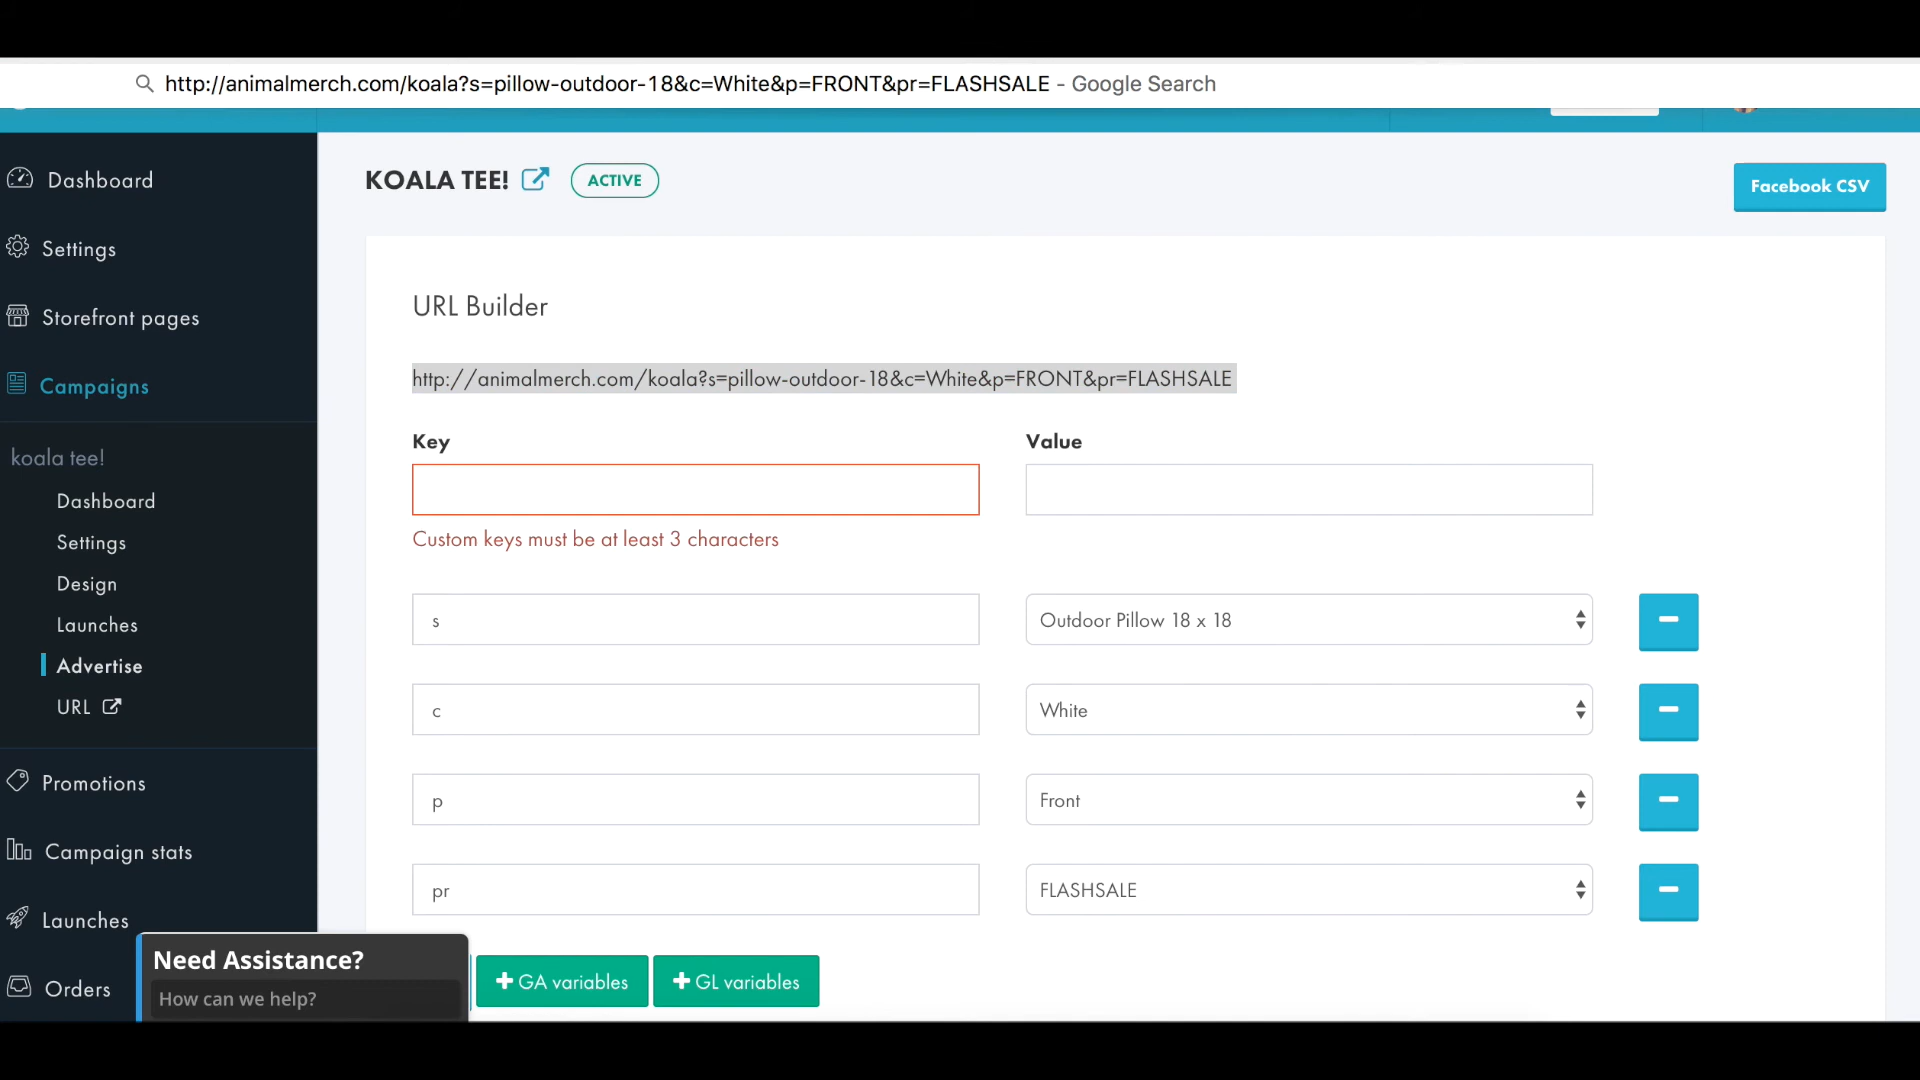 http://animalmerch.com/koala?s=pillow-outdoor-18&c=White&p=FRONT&pr=FLASHSALE - Google Search
Dashboard
Settings
Storefront pages
Campaigns
koala tee!
Dashboard
Settings
Design
Launches
Advertise
URL
Promotions
Campaign stats
Launches
Orders
KOALA TEE!
ACTIVE
Facebook CSV
URL Builder
http://animalmerch.com/koala?s=pillow-outdoor-18&c=White&p=FRONT&pr=FLASHSALE
Key
Value
Custom keys must be at least 3 characters
s
Outdoor Pillow 18 x 18
c
White
p
Front
pr
FLASHSALE
GA variables
GL variables
Need Assistance?
How can we help?